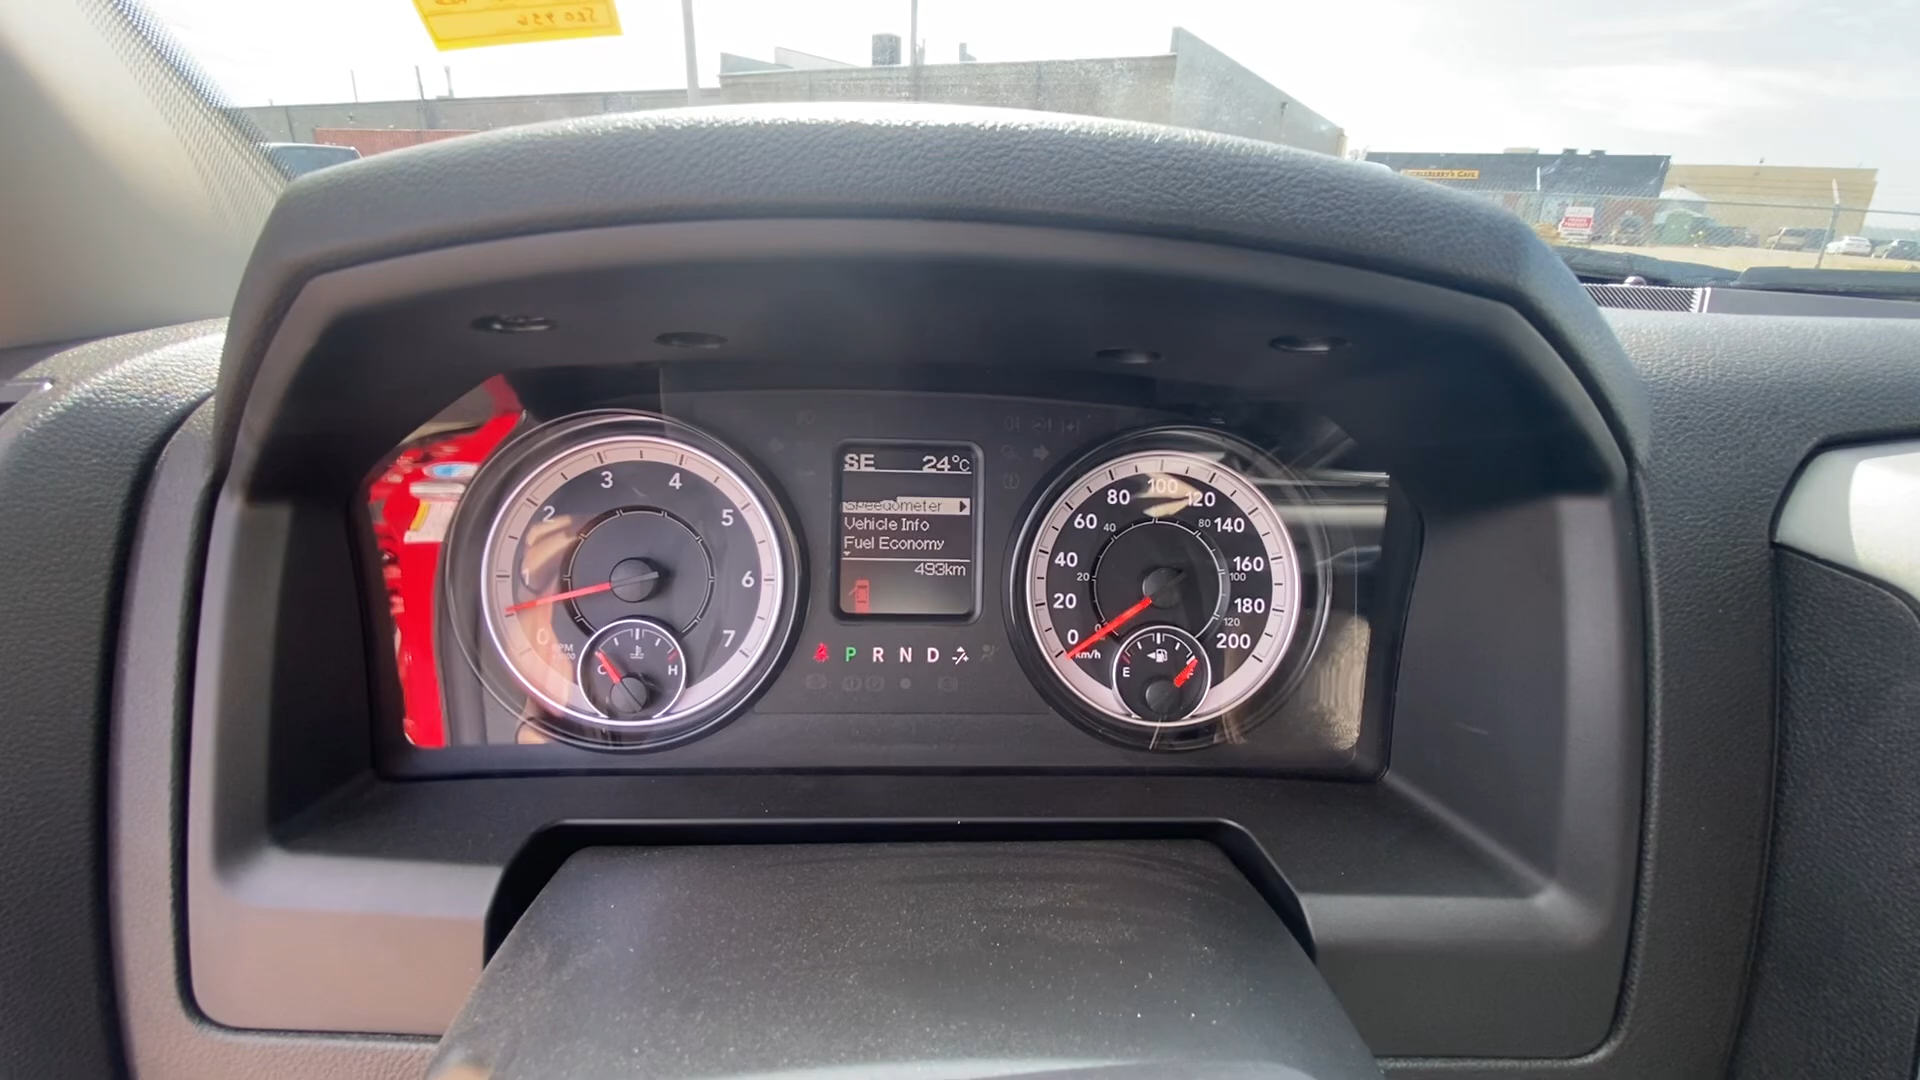 SE 24°C
Speedometer
Vehicle Info
Fuel Economy
493km
P R N D
0 1 2 3 4 5 6 7
C H
0 20 40 60 80 100 120 140 160 180 200
km/h
0 20 40 80 100 120
E